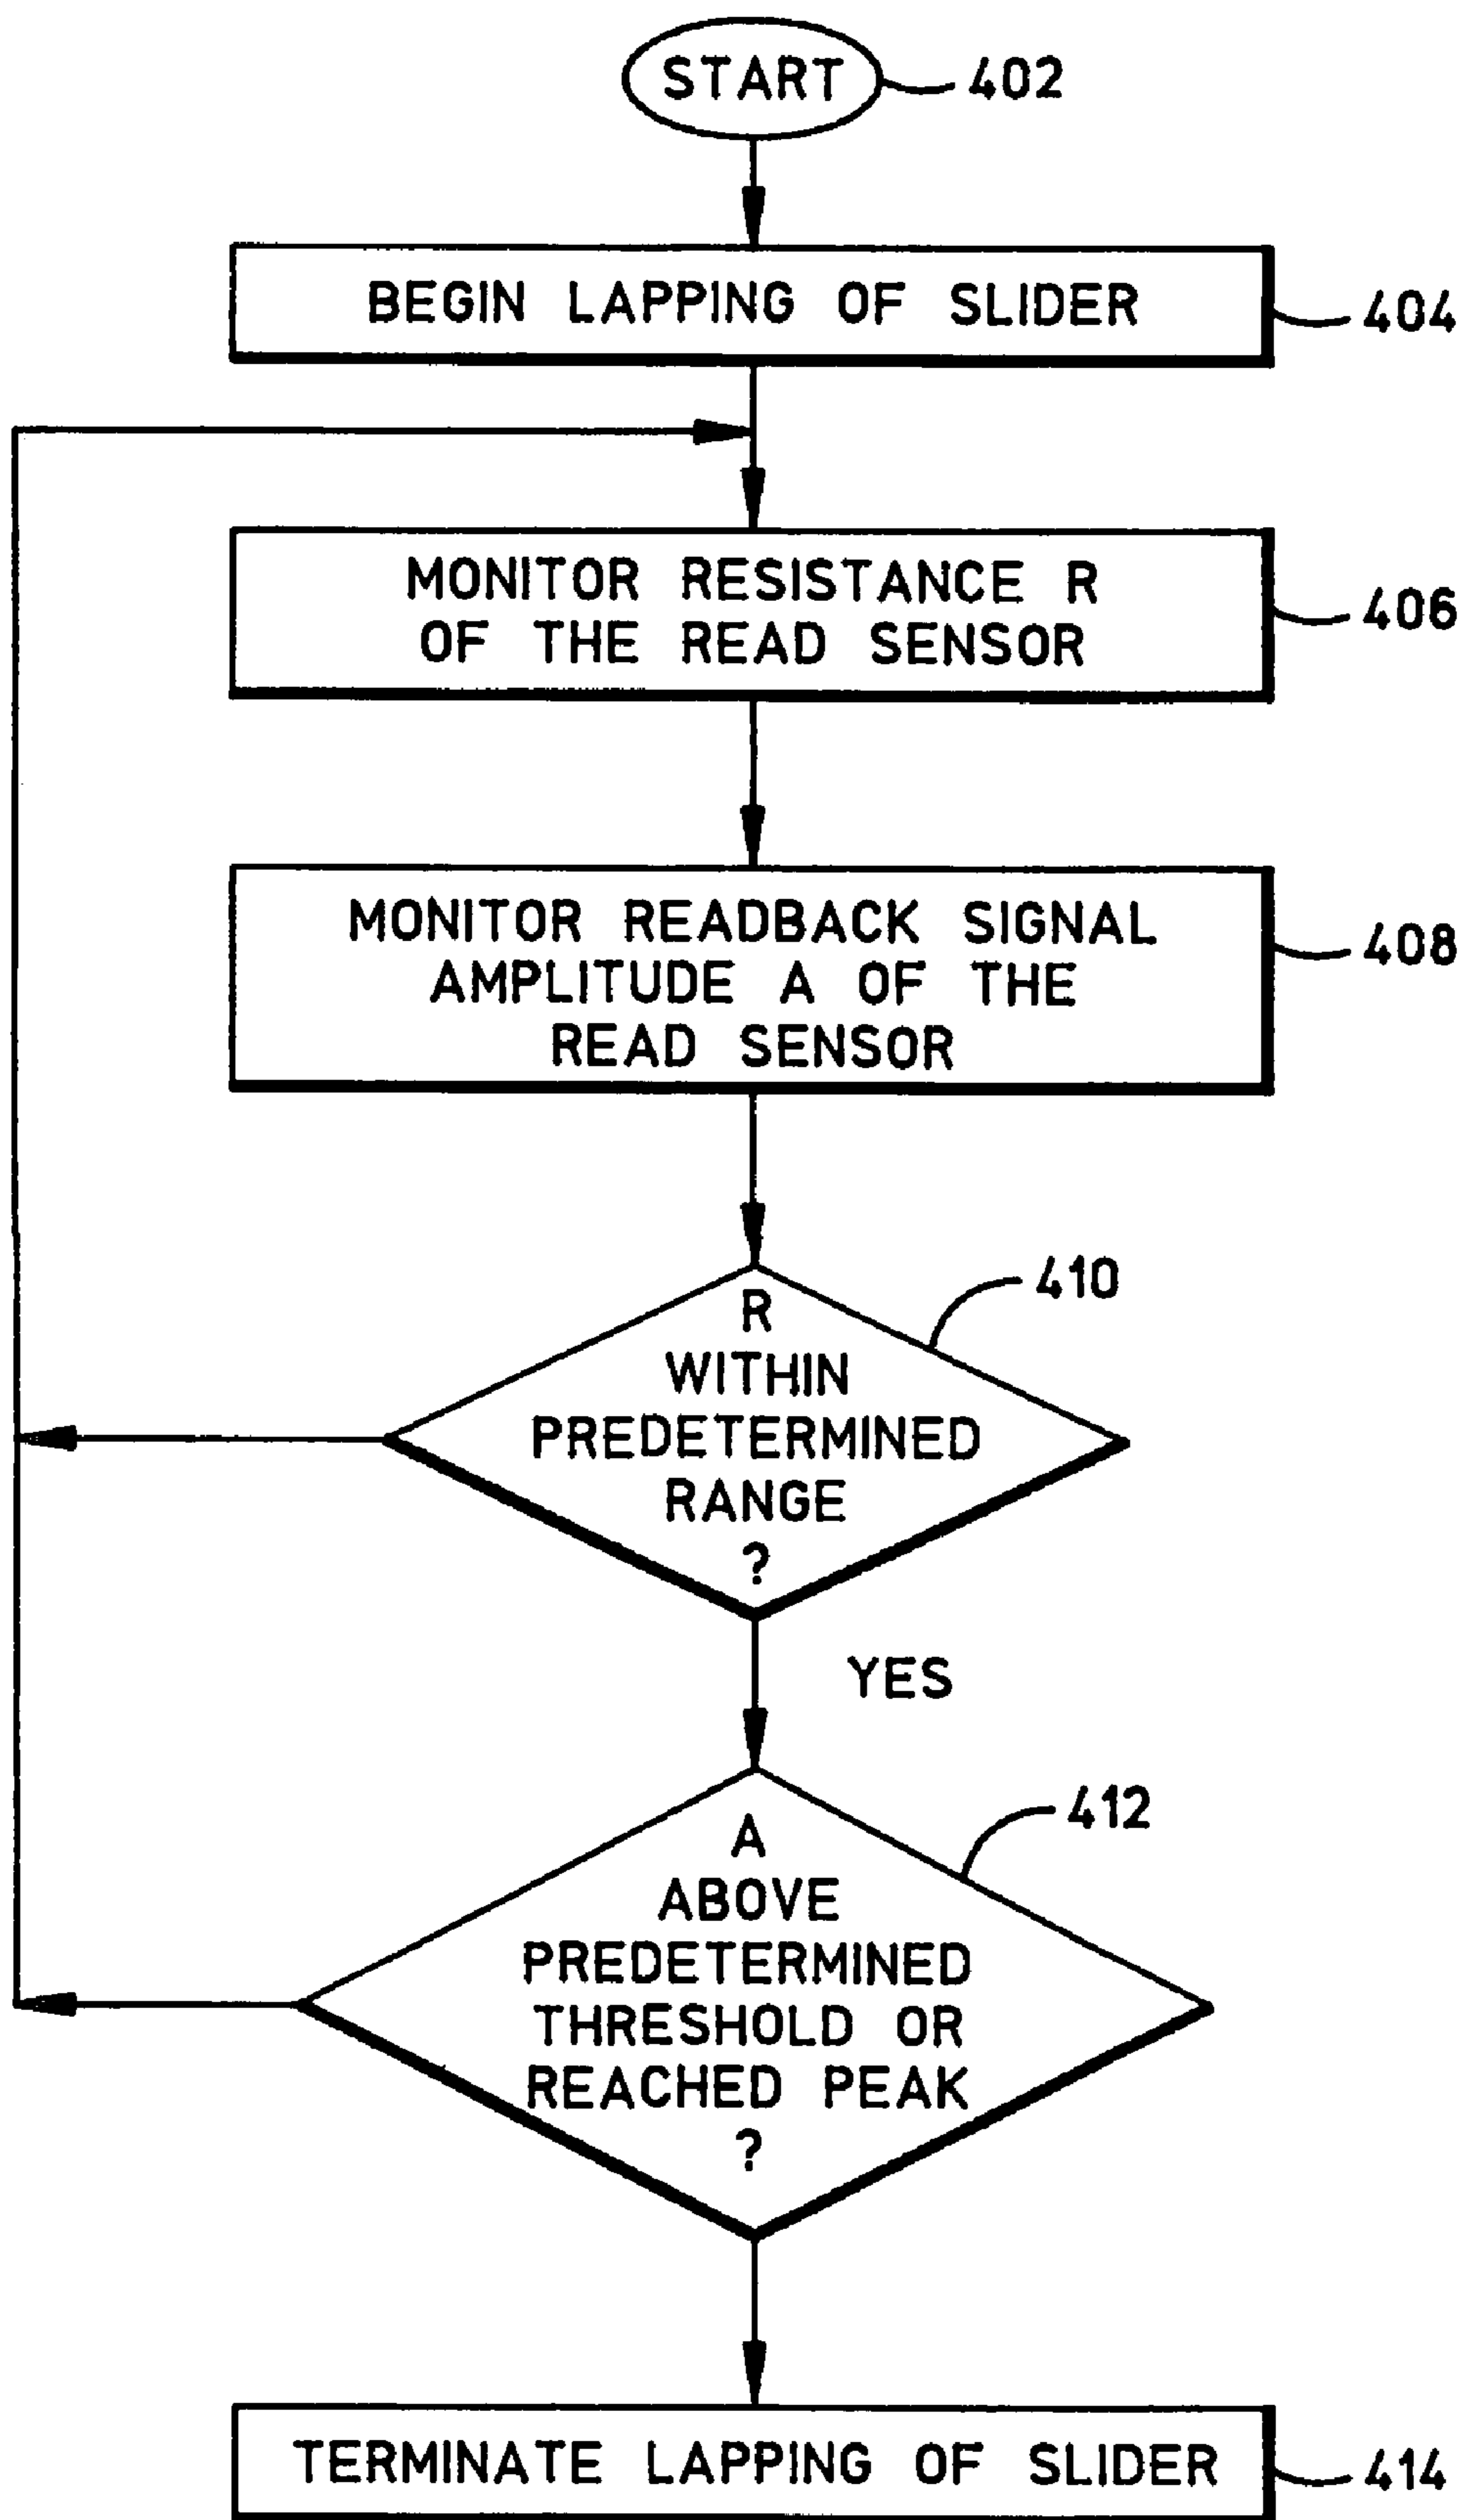 START
402
BEGIN LAPPING OF SLIDER
404
MONITOR RESISTANCE R
OF THE READ SENSOR
406
MONITOR READBACK SIGNAL
AMPLITUDE A OF THE
READ SENSOR
408
410
R
WITHIN
PREDETERMINED
RANGE
?
YES
412
A
ABOVE
PREDETERMINED
THRESHOLD OR
REACHED PEAK
?
TERMINATE LAPPING OF SLIDER
414